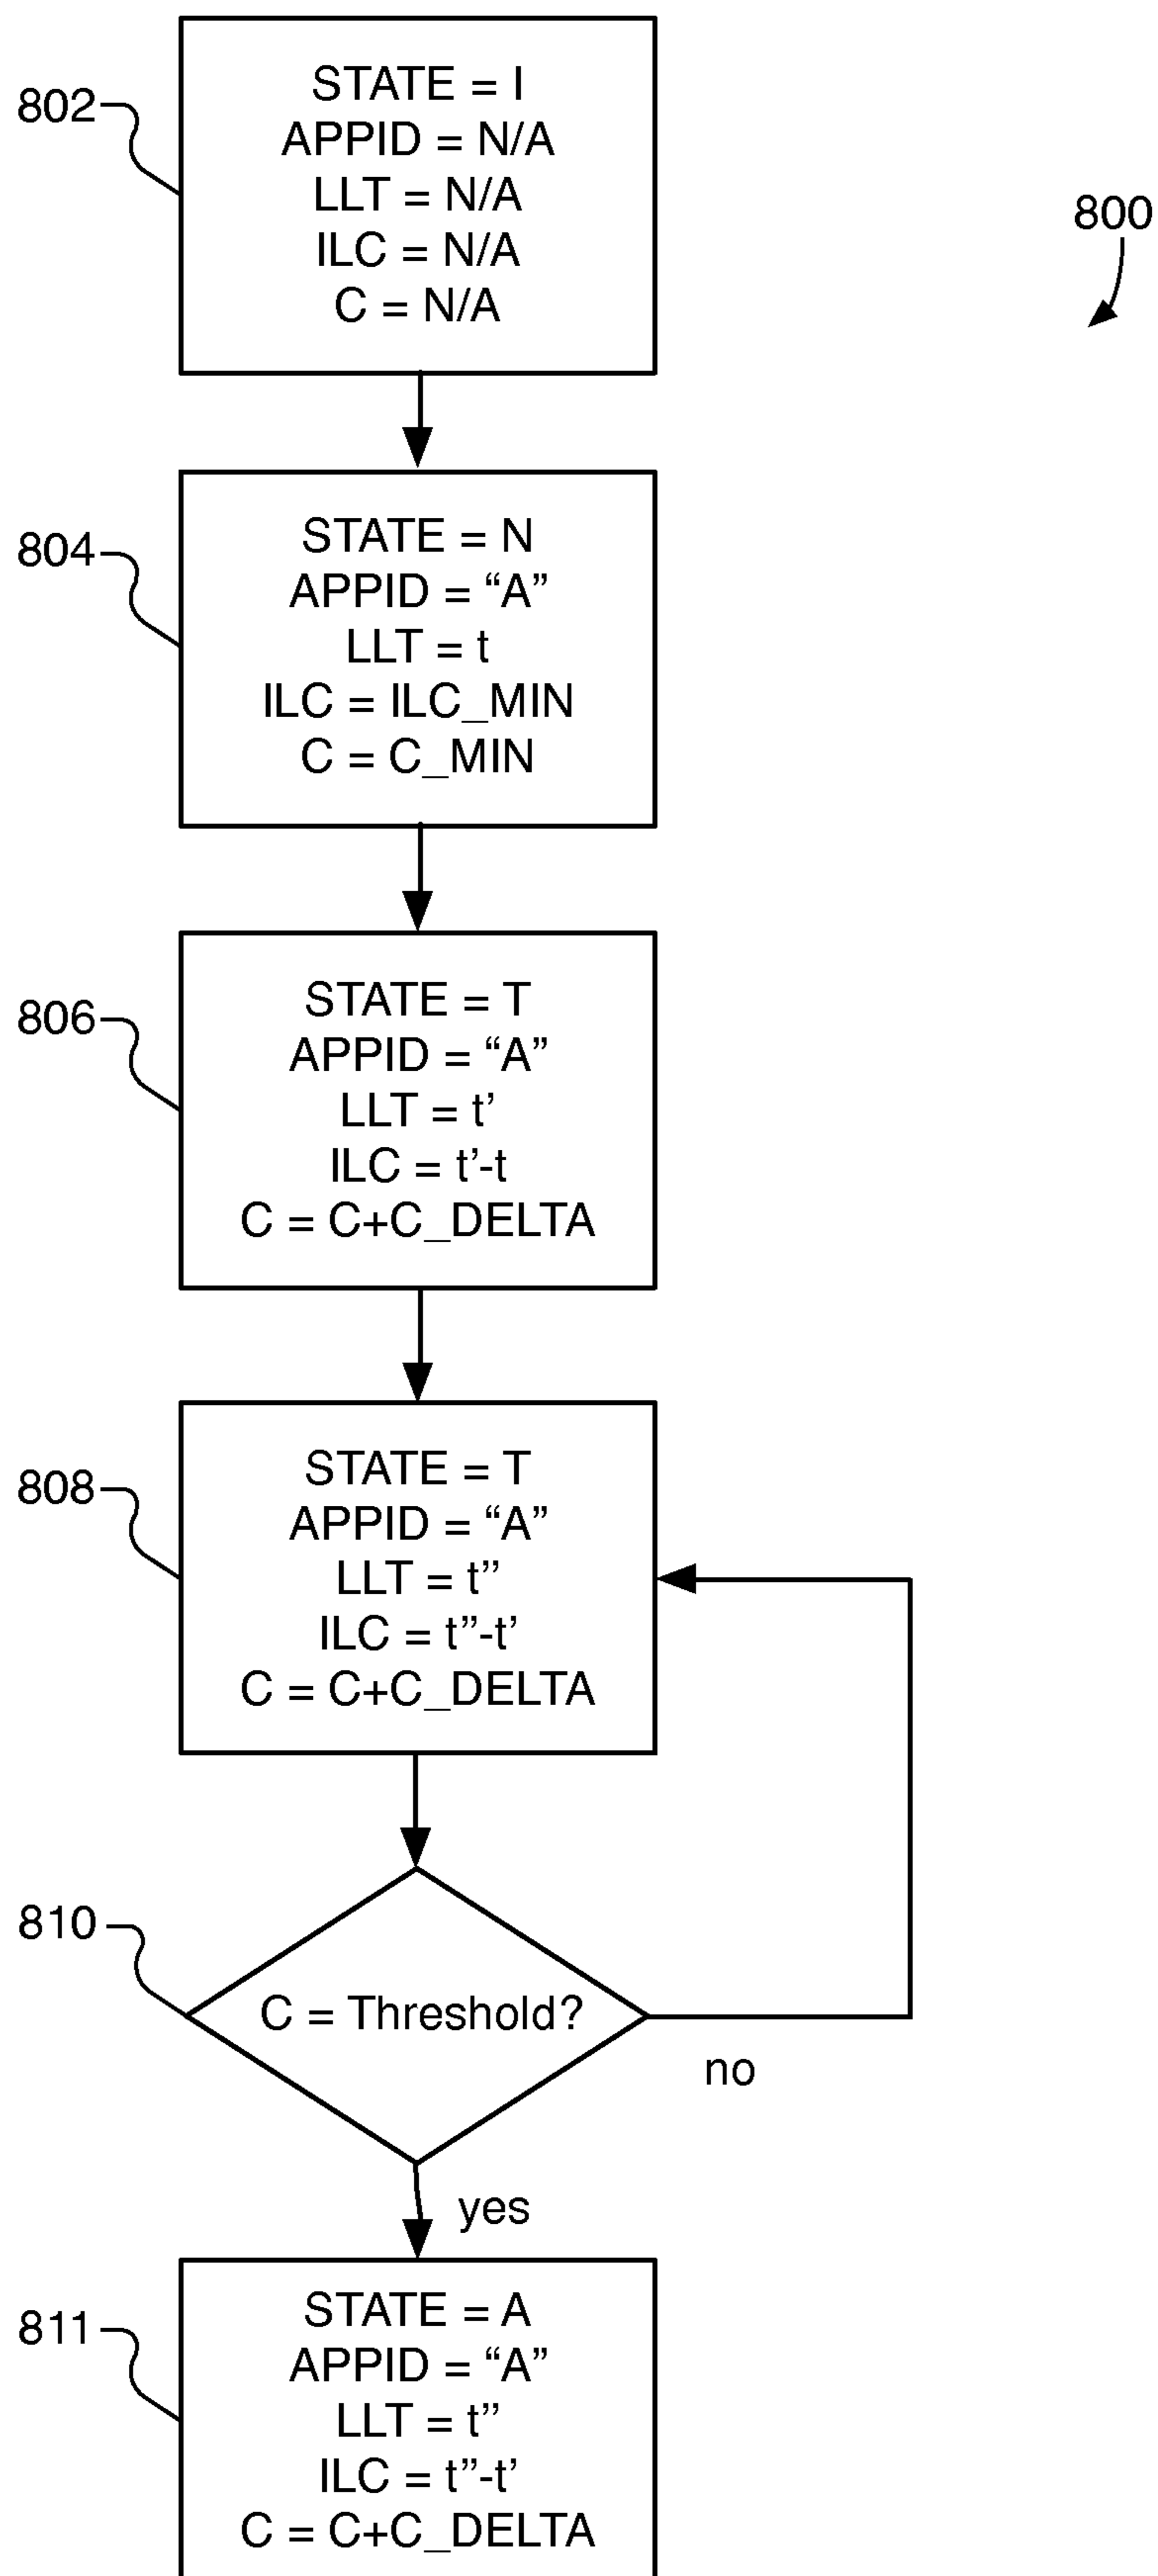 802
STATE = I
APPID = N/A
LLT = N/A
ILC = N/A
C = N/A
800
804
STATE = N
APPID = “A”
LLT = t
ILC = ILC_MIN
C = C_MIN
806
STATE = T
APPID = “A”
LLT = t’
ILC = t’-t
C = C+C_DELTA
808
STATE = T
APPID = “A”
LLT = t”
ILC = t”-t’
C = C+C_DELTA
810
C = Threshold?
no
yes
811
STATE = A
APPID = “A”
LLT = t”
ILC = t”-t’
C = C+C_DELTA